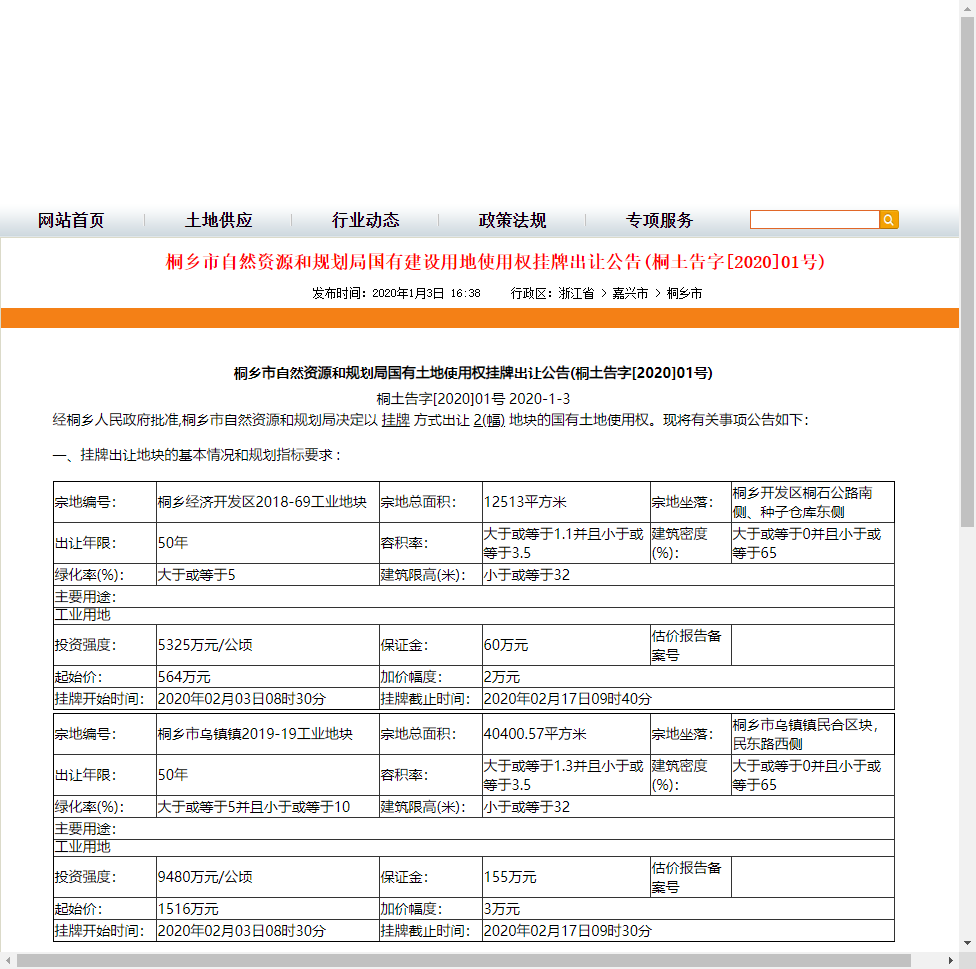 网站首页 土地供应 行业动态 政策法规 专项服务
桐乡市自然资源和规划局国有建设用地使用权挂牌出让公告(桐土告字[2020]01号)
发布时间：2020年1月3日 16:38 行政区：浙江省 > 嘉兴市 > 桐乡市
桐乡市自然资源和规划局国有土地使用权挂牌出让公告(桐土告字[2020]01号)
桐土告字[2020]01号 2020-1-3
经桐乡人民政府批准,桐乡市自然资源和规划局决定以 挂牌 方式出让 2(幅) 地块的国有土地使用权。现将有关事项公告如下：
一、挂牌出让地块的基本情况和规划指标要求：
宗地编号： 桐乡经济开发区2018-69工业地块 宗地总面积： 12513平方米 宗地坐落： 桐乡开发区桐石公路南
侧、种子仓库东侧
出让年限： 50年 容积率： 大于或等于1.1并且小于或
等于3.5 建筑密度
(%)： 大于或等于0并且小于或
等于65
绿化率(%)： 大于或等于5 建筑限高(米)： 小于或等于32
主要用途：
工业用地
投资强度： 5325万元/公顷 保证金： 60万元 估价报告备
案号
起始价： 564万元 加价幅度： 2万元
挂牌开始时间： 2020年02月03日08时30分 挂牌截止时间： 2020年02月17日09时40分
宗地编号： 桐乡市乌镇镇2019-19工业地块 宗地总面积： 40400.57平方米 宗地坐落： 桐乡市乌镇镇民合区块，
民东路西侧
出让年限： 50年 容积率： 大于或等于1.3并且小于或
等于3.5 建筑密度
(%)： 大于或等于0并且小于或
等于65
绿化率(%)： 大于或等于5并且小于或等于10 建筑限高(米)： 小于或等于32
主要用途：
工业用地
投资强度： 9480万元/公顷 保证金： 155万元 估价报告备
案号
起始价： 1516万元 加价幅度： 3万元
挂牌开始时间： 2020年02月03日08时30分 挂牌截止时间： 2020年02月17日09时30分